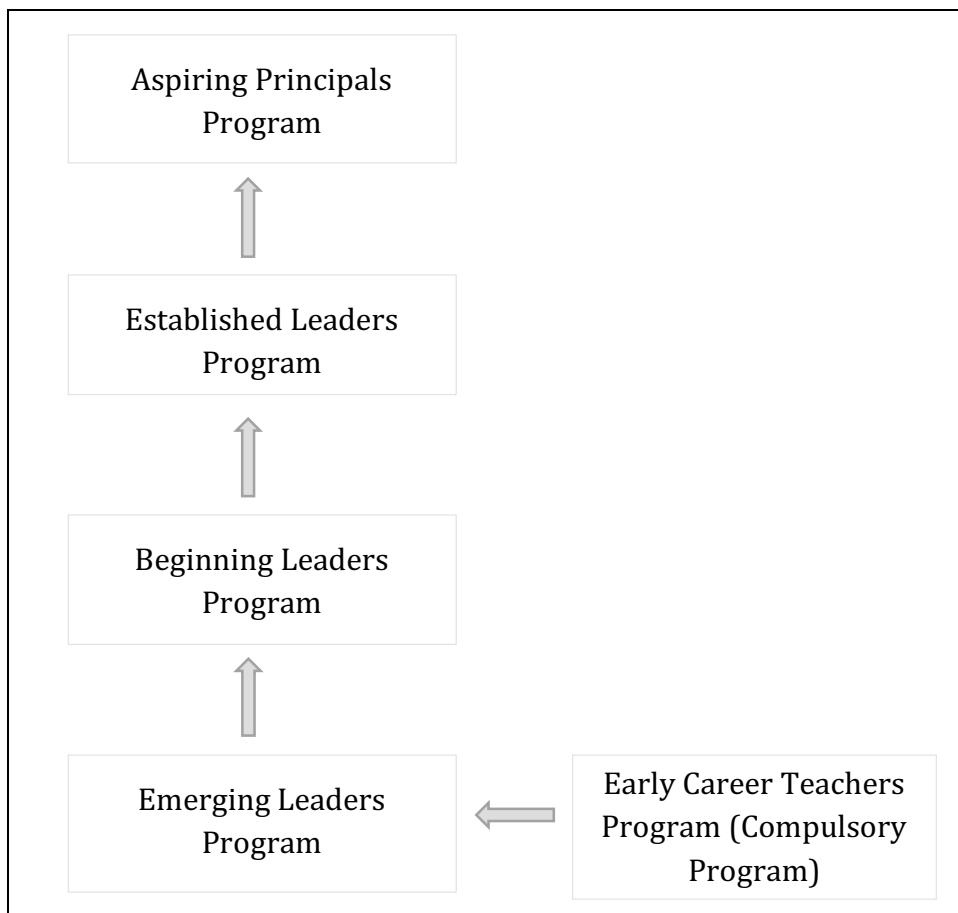 Aspiring Principals
Program
Established Leaders
Program
Beginning Leaders
Program
Emerging Leaders
Program
Early Career Teachers
Program (Compulsory
Program)